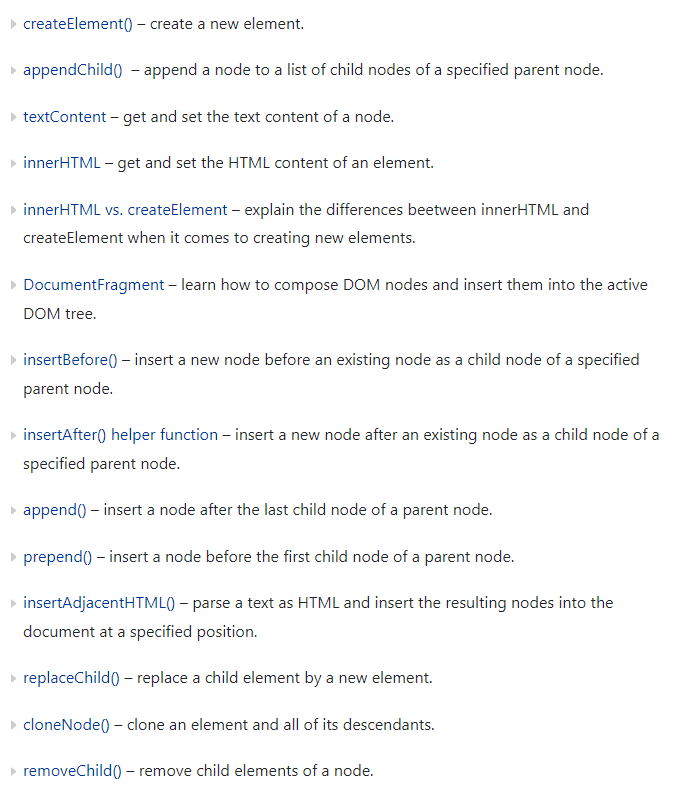 createElement() – create a new element.
appendChild()  – append a node to a list of child nodes of a specified parent node.
textContent – get and set the text content of a node.
innerHTML – get and set the HTML content of an element.
innerHTML vs. createElement – explain the differences beetween innerHTML and
createElement when it comes to creating new elements.
DocumentFragment – learn how to compose DOM nodes and insert them into the active
DOM tree.
insertBefore() – insert a new node before an existing node as a child node of a specified
parent node.
insertAfter() helper function – insert a new node after an existing node as a child node of a
specified parent node.
append() – insert a node after the last child node of a parent node.
prepend() – insert a node before the first child node of a parent node.
insertAdjacentHTML() – parse a text as HTML and insert the resulting nodes into the
document at a specified position.
replaceChild() – replace a child element by a new element.
cloneNode() – clone an element and all of its descendants.
removeChild() – remove child elements of a node.